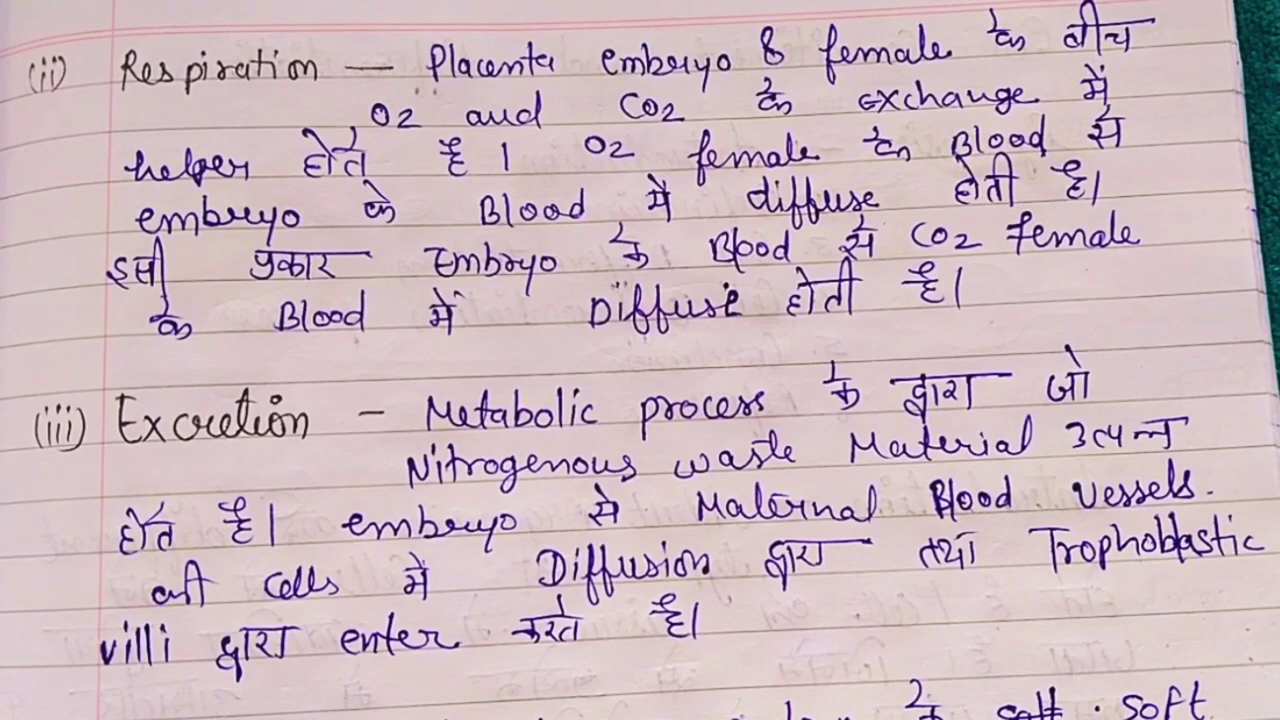 (ii) Respiration — Placenta embryo & female के बीच
O2 and CO2 के exchange में
helper होते है। O2 female के Blood से
embryo के Blood मे diffuse होती है।
इसी प्रकार Embryo के Blood से CO2 female
के Blood में Diffuse होती है।
(iii) Excretion - Metabolic process के द्वारा जो
Nitrogenous waste Material उत्पन्न
होते है। embryo से Maternal Blood Vessels.
की cells मे Diffusion द्वारा तथा Trophoblastic
villi द्वारा enter करते है।
के soft